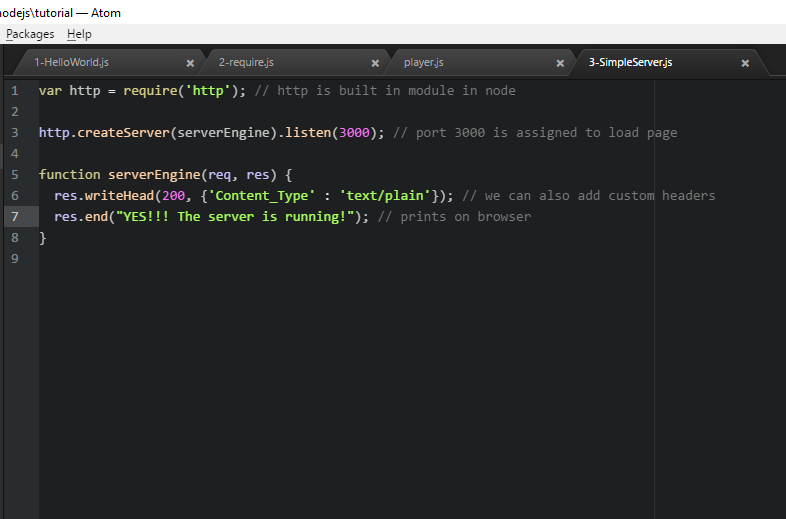 nodejs\tutorial — Atom
Packages Help
1-HelloWorld.js 2-require.js player.js 3-SimpleServer.js
1 var http = require('http'); // http is built in module in node
2
3 http.createServer(serverEngine).listen(3000); // port 3000 is assigned to load page
4
5 function serverEngine(req, res) {
6 res.writeHead(200, {'Content_Type' : 'text/plain'}); // we can also add custom headers
7 res.end("YES!!! The server is running!"); // prints on browser
8 }
9